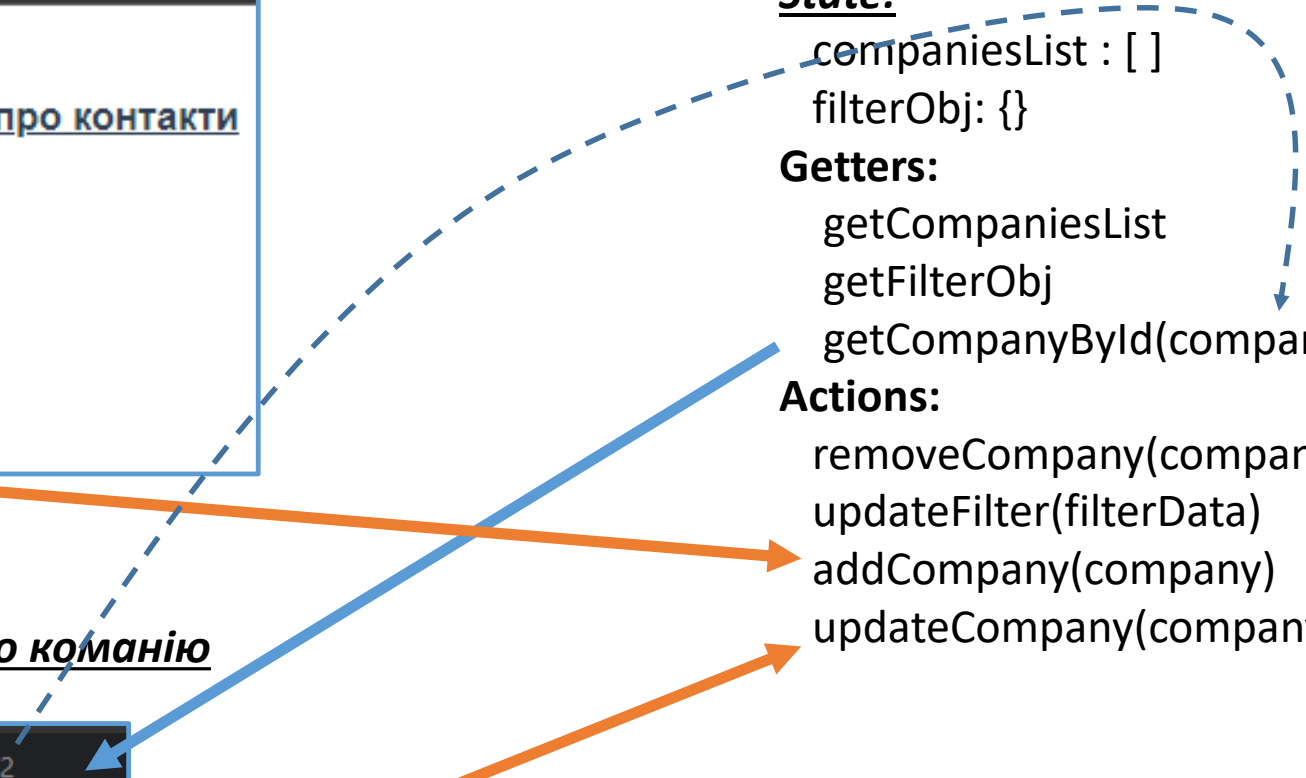 про контакти
State:
companiesList : [ ]
filterObj: {}
Getters:
getCompaniesList
getFilterObj
getCompanyById(compan
Actions:
removeCompany(compan
updateFilter(filterData)
addCompany(company)
updateCompany(company
о команію
2